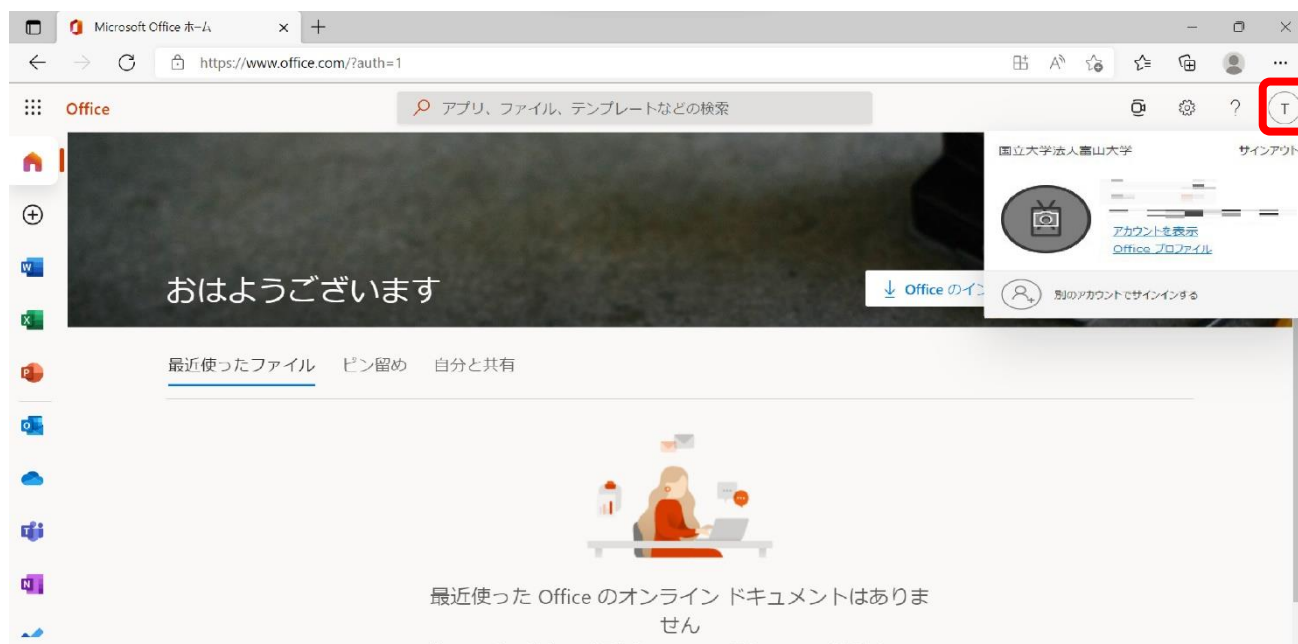 Microsoft Office ホーム
https://www.office.com/?auth=1
Office
アプリ、ファイル、テンプレートなどの検索
?
T
国立大学法人富山大学
サインアウト
アカウントを表示
Office プロファイル
別のアカウントでサインインする
おはようございます
Office のイン
最近使ったファイル ピン留め 自分と共有
最近使った Office のオンライン ドキュメントはありま
せん